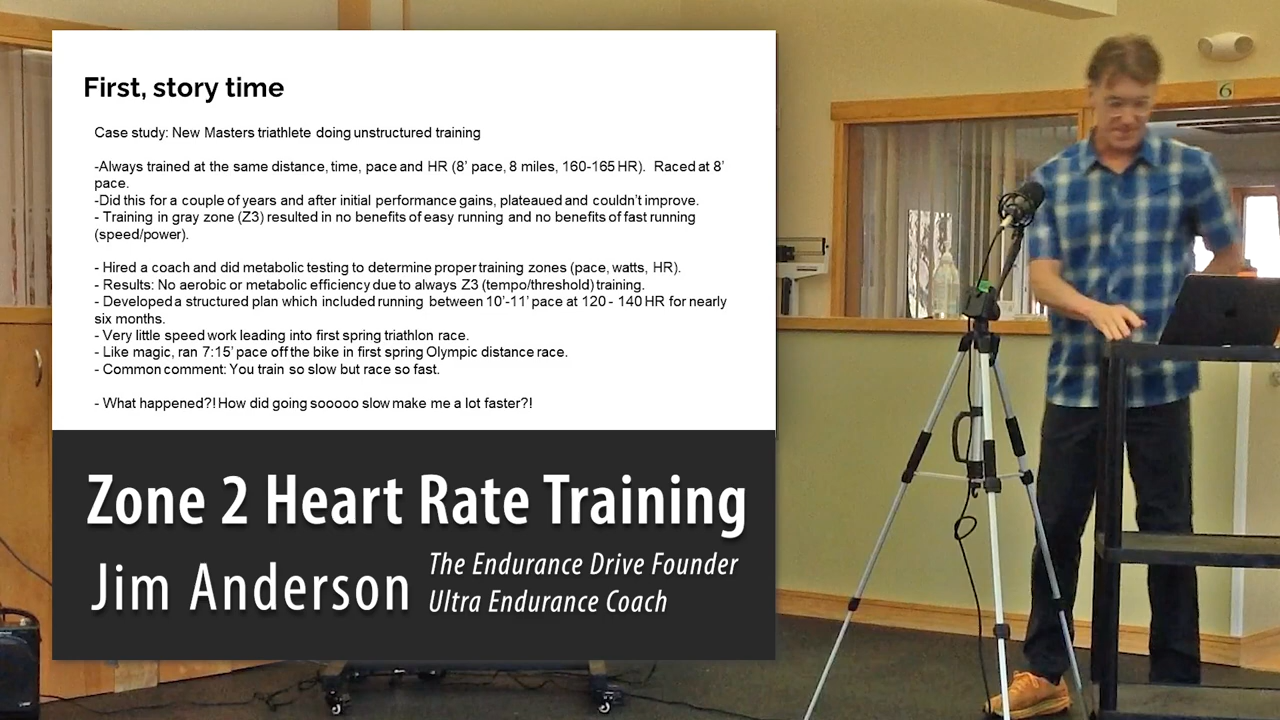 First, story time
Case study: New Masters triathlete doing unstructured training
-Always trained at the same distance, time, pace and HR (8' pace, 8 miles, 160-165 HR). Raced at 8'
pace.
-Did this for a couple of years and after initial performance gains, plateaued and couldn't improve.
- Training in gray zone (Z3) resulted in no benefits of easy running and no benefits of fast running
(speed/power).
- Hired a coach and did metabolic testing to determine proper training zones (pace, watts, HR).
- Results: No aerobic or metabolic efficiency due to always Z3 (tempo/threshold) training.
- Developed a structured plan which included running between 10'-11' pace at 120 - 140 HR for nearly
six months.
- Very little speed work leading into first spring triathlon race.
- Like magic, ran 7:15' pace off the bike in first spring Olympic distance race.
- Common comment: You train so slow but race so fast.
- What happened?! How did going sooooo slow make me a lot faster?!
Zone 2 Heart Rate Training
Jim Anderson
The Endurance Drive Founder
Ultra Endurance Coach
6